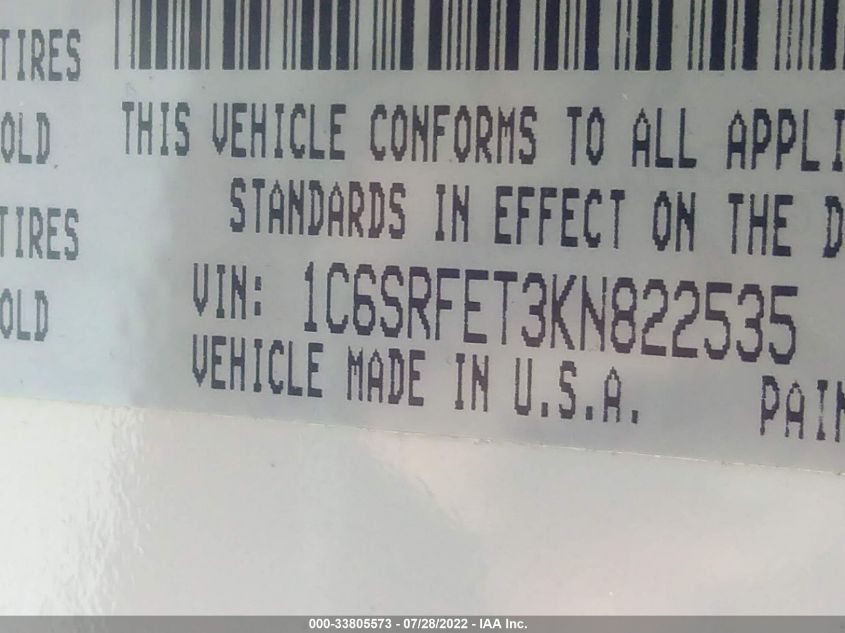 TIRES
OLD
THIS VEHICLE CONFORMS TO ALL APPLI
STANDARDS IN EFFECT ON THE D
TIRES
OLD
VIN: 1C6SRFET3KN822535
VEHICLE MADE IN U.S.A.
PAIN
000-33805573 - 07/28/2022 - IAA Inc.